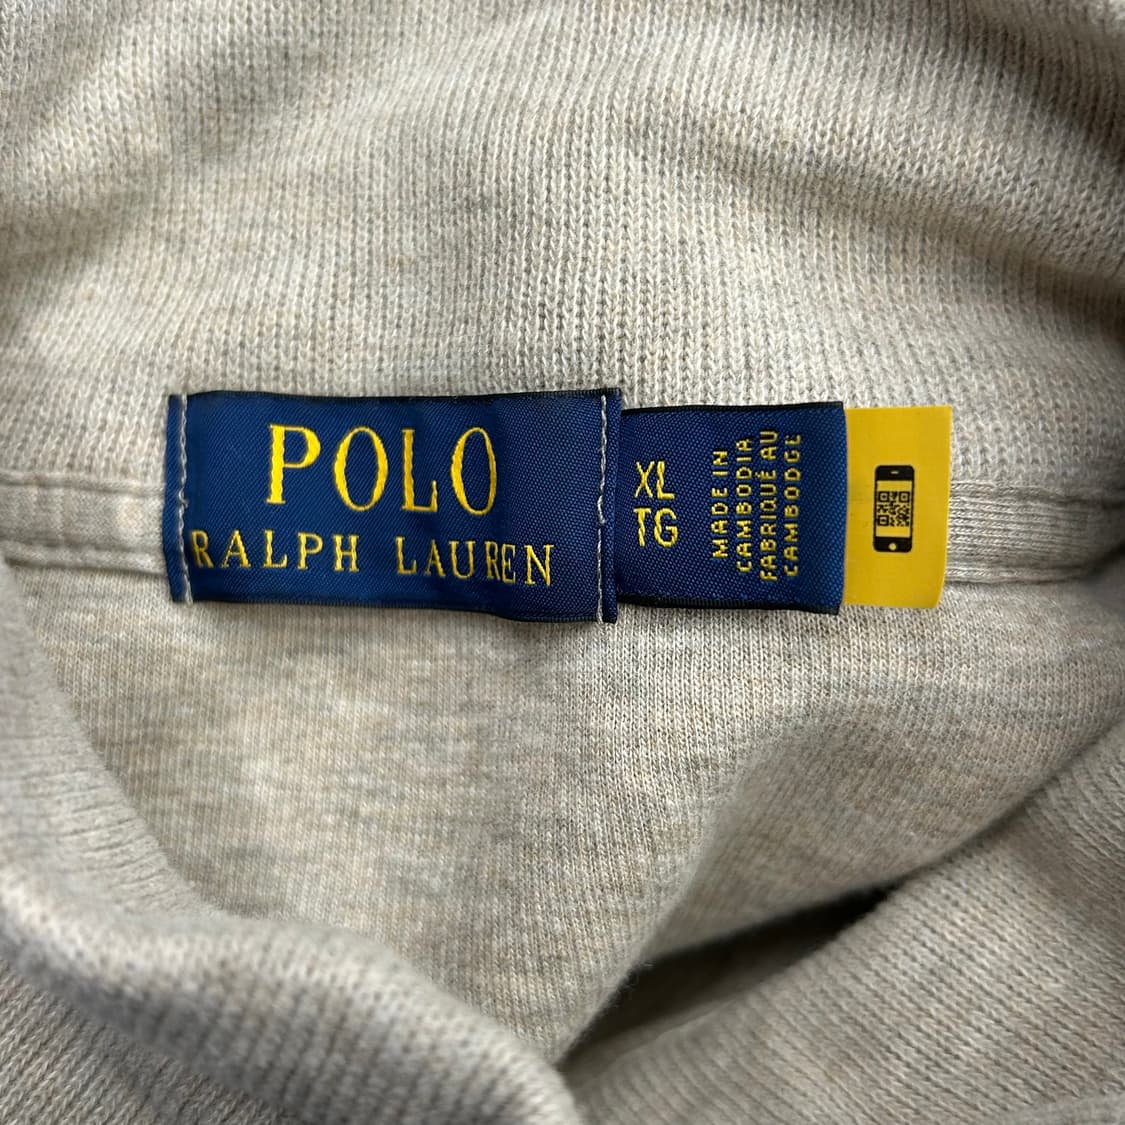 POLO
RALPH LAUREN
XL
TG
MADE IN
CAMBODIA
FABRIQUÉ AU
CAMBODGE